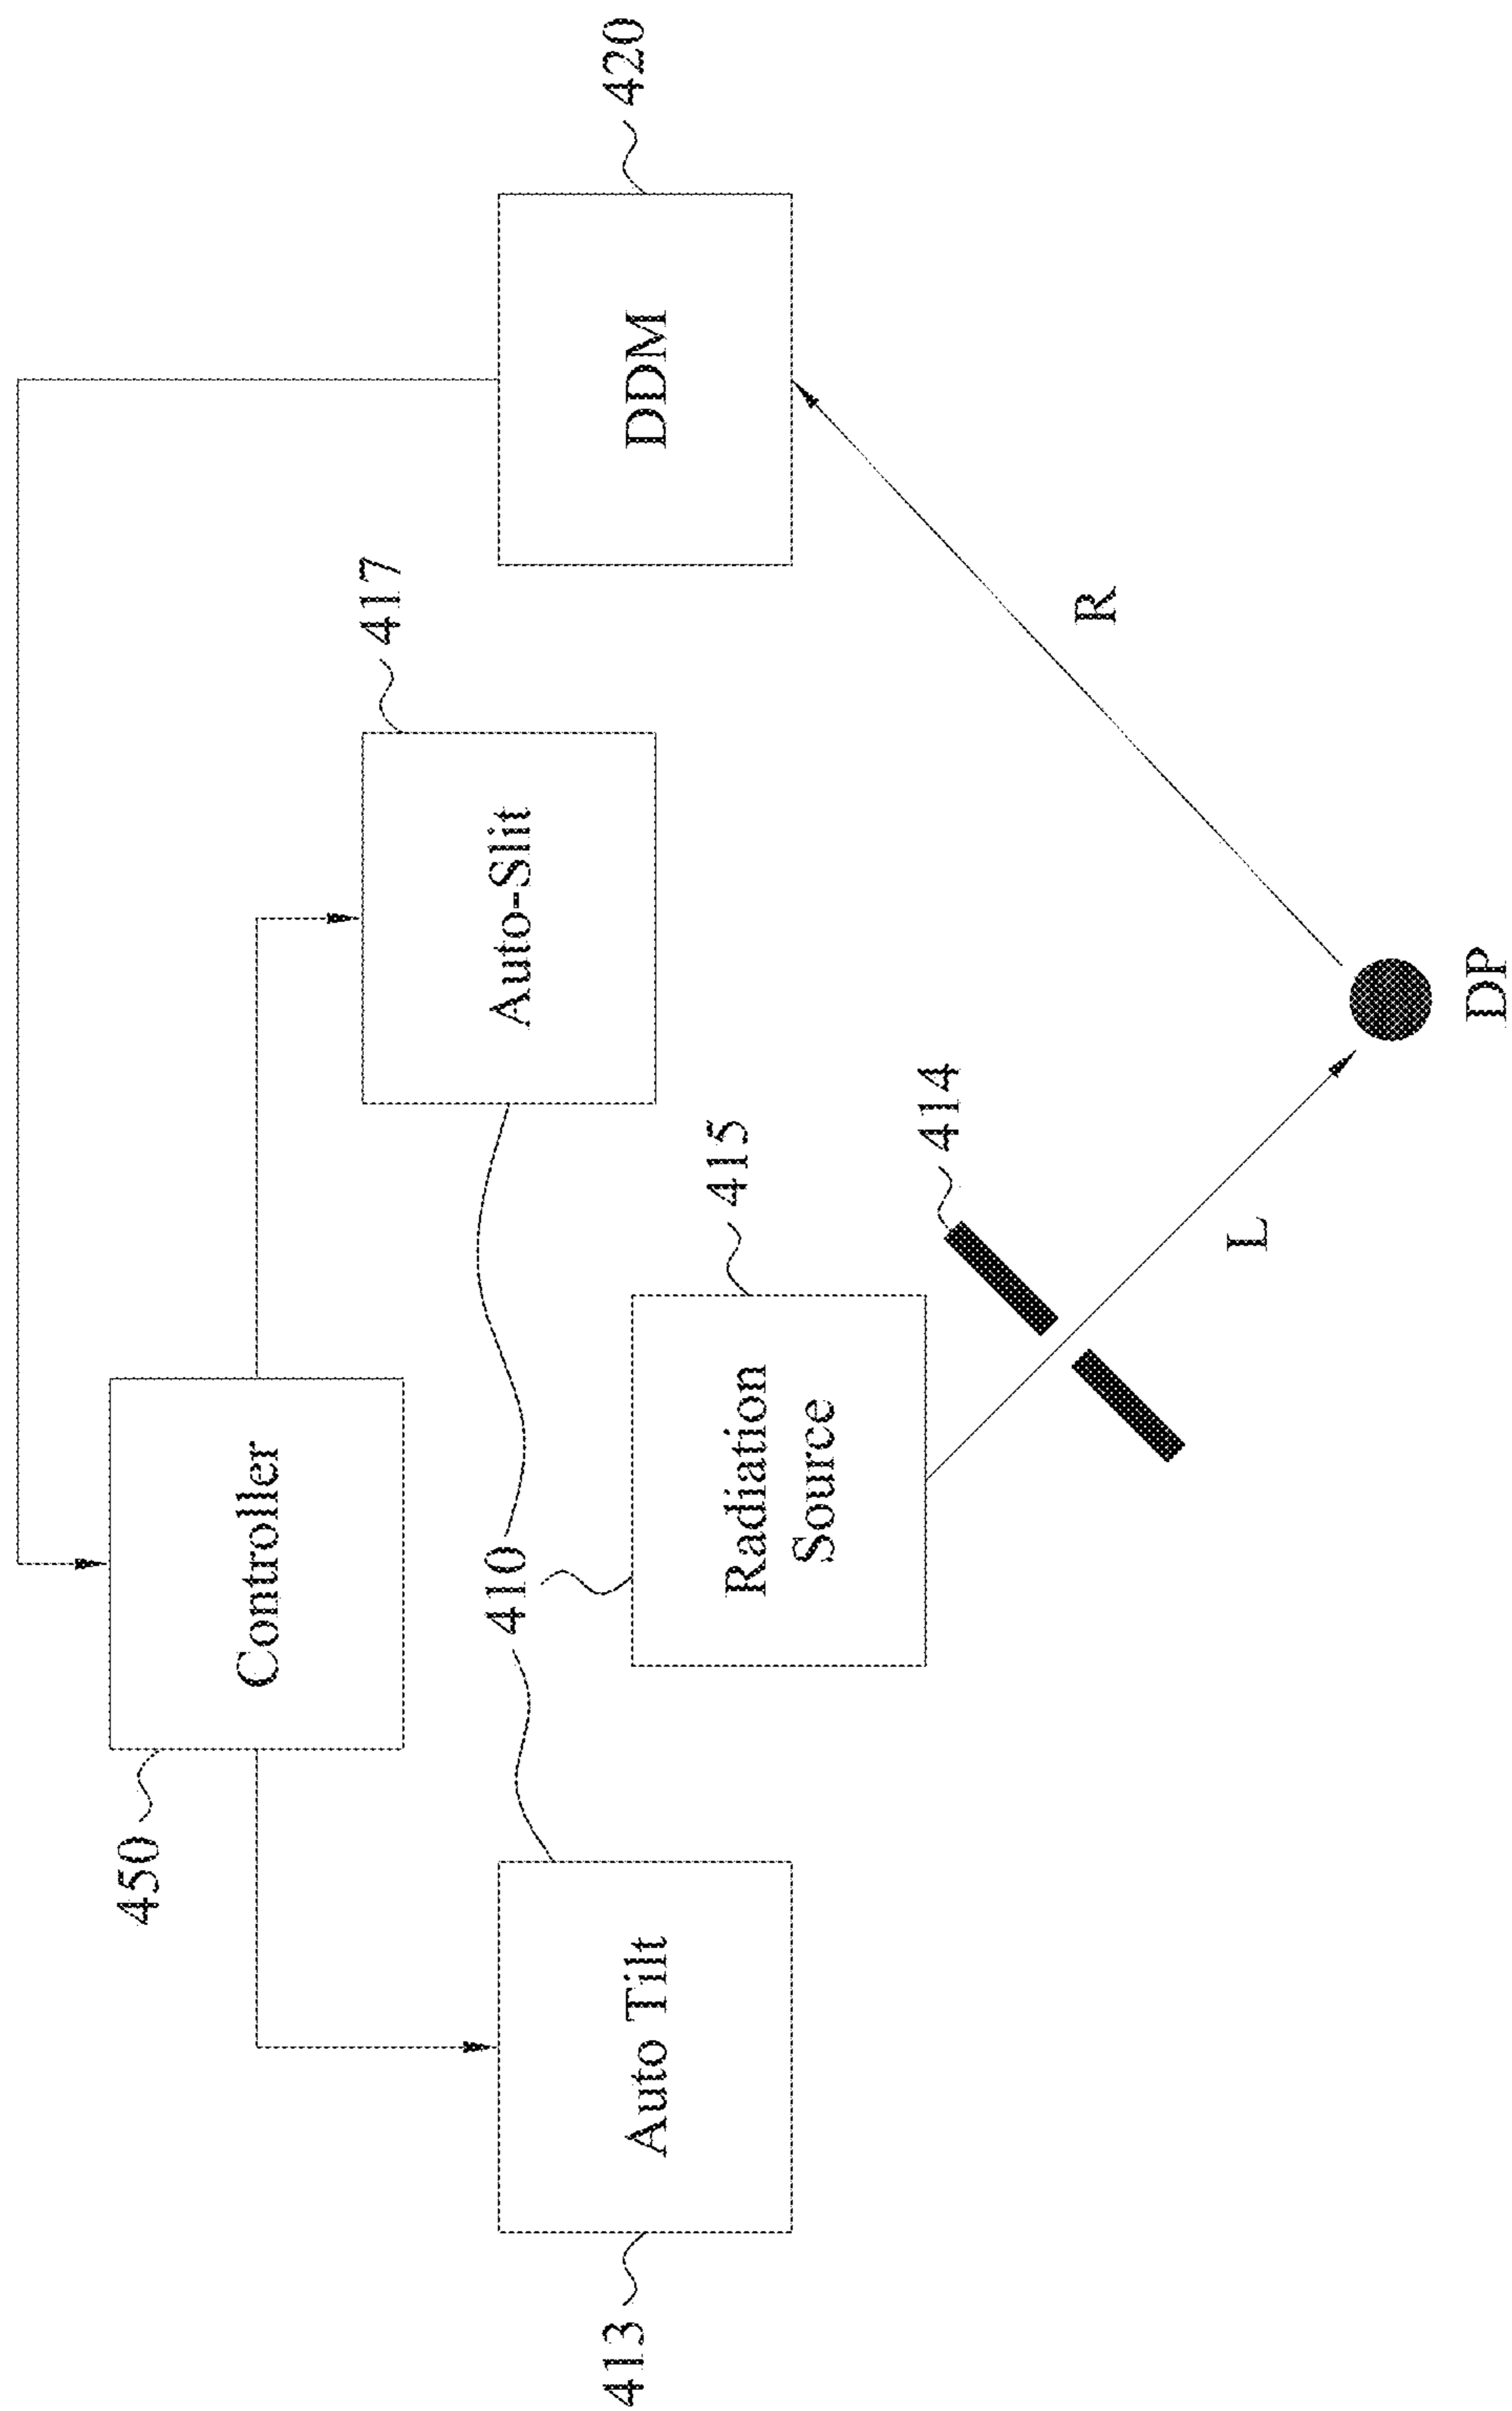 450
Controller
417
Auto-Slit
420
DDM
413
Auto Tilt
410
415
Radiation
Source
414
L
R
DP